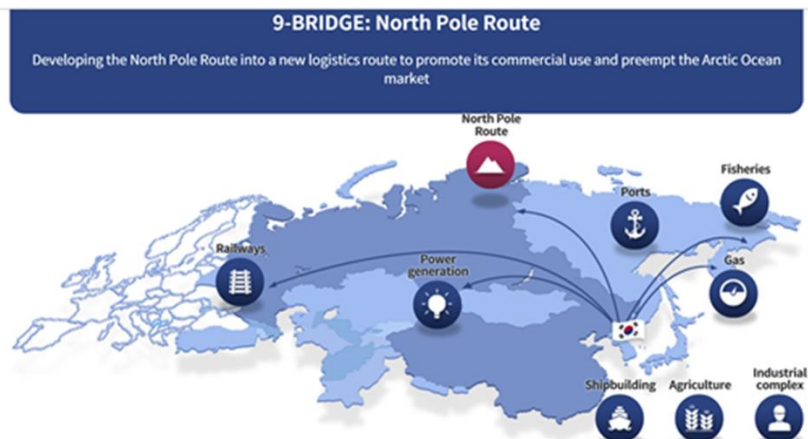 9-BRIDGE: North Pole Route
Developing the North Pole Route into a new logistics route to promote its commercial use and preempt the Arctic Ocean
market
North Pole
Route
Fisheries
Ports
Railways
Power
generation
Gas
Shipbuilding
Agriculture
Industrial
complex